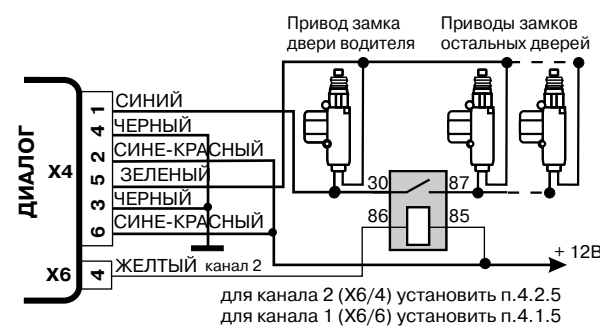 Привод замка
двери водителя
Приводы замков
остальных дверей
ДИАЛОГ
X4
1
СИНИЙ
4
ЧЕРНЫЙ
2
СИНЕ-КРАСНЫЙ
5
ЗЕЛЕНЫЙ
3
ЧЕРНЫЙ
6
СИНЕ-КРАСНЫЙ
30
87
86
85
+ 12В
X6
4
ЖЕЛТЫЙ канал 2
для канала 2 (X6/4) установить п.4.2.5
для канала 1 (X6/6) установить п.4.1.5